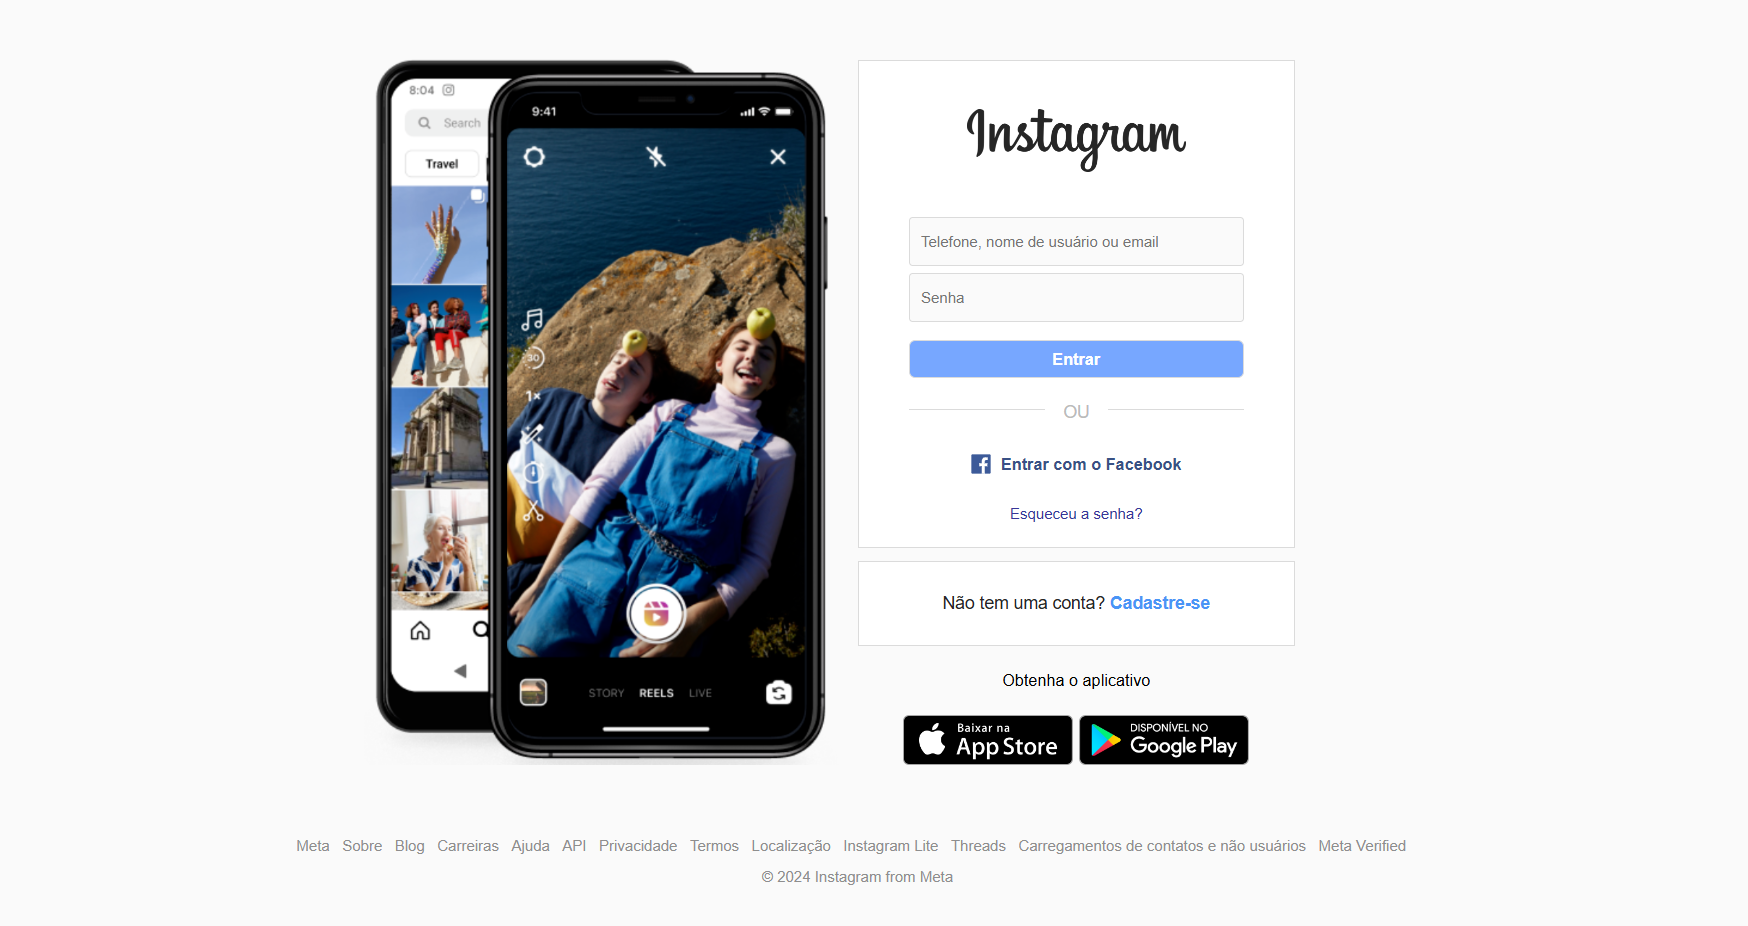 8:04
Search
Travel
9:41
30
1×
STORY REELS LIVE
Instagram
Telefone, nome de usuário ou email
Senha
Entrar
OU
Entrar com o Facebook
Esqueceu a senha?
Não tem uma conta? Cadastre-se
Obtenha o aplicativo
Baixar na
App Store
DISPONÍVEL NO
Google Play
Meta Sobre Blog Carreiras Ajuda API Privacidade Termos Localização Instagram Lite Threads Carregamentos de contatos e não usuários Meta Verified
© 2024 Instagram from Meta